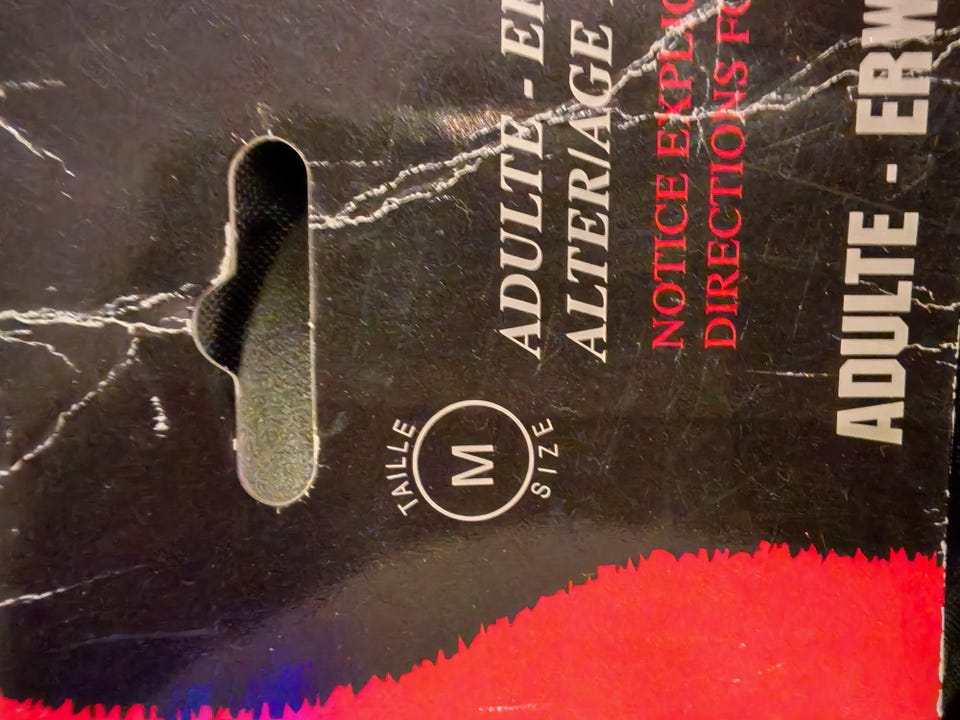 TAILLE
M
SIZE
ADULTE -
ALTER/AGE
NOTICE
DIRECTIONS
ADULTE -